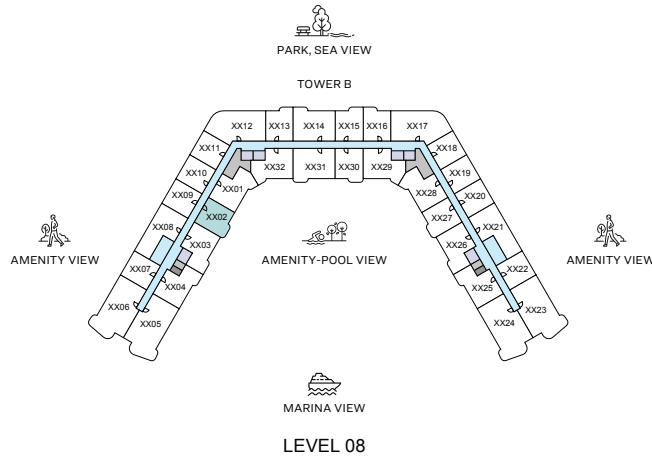 PARK, SEA VIEW
TOWER B
XX12 XX13 XX14 XX15 XX16 XX17
XX11 XX18
XX32 XX31 XX30 XX29
XX10 XX19
XX01 XX28
XX09 XX20
XX02 XX27
XX08 XX21
XX03 XX26
AMENITY VIEW
AMENITY-POOL VIEW
AMENITY VIEW
XX07 XX22
XX04 XX25
XX06 XX23
XX05 XX24
MARINA VIEW
LEVEL 08